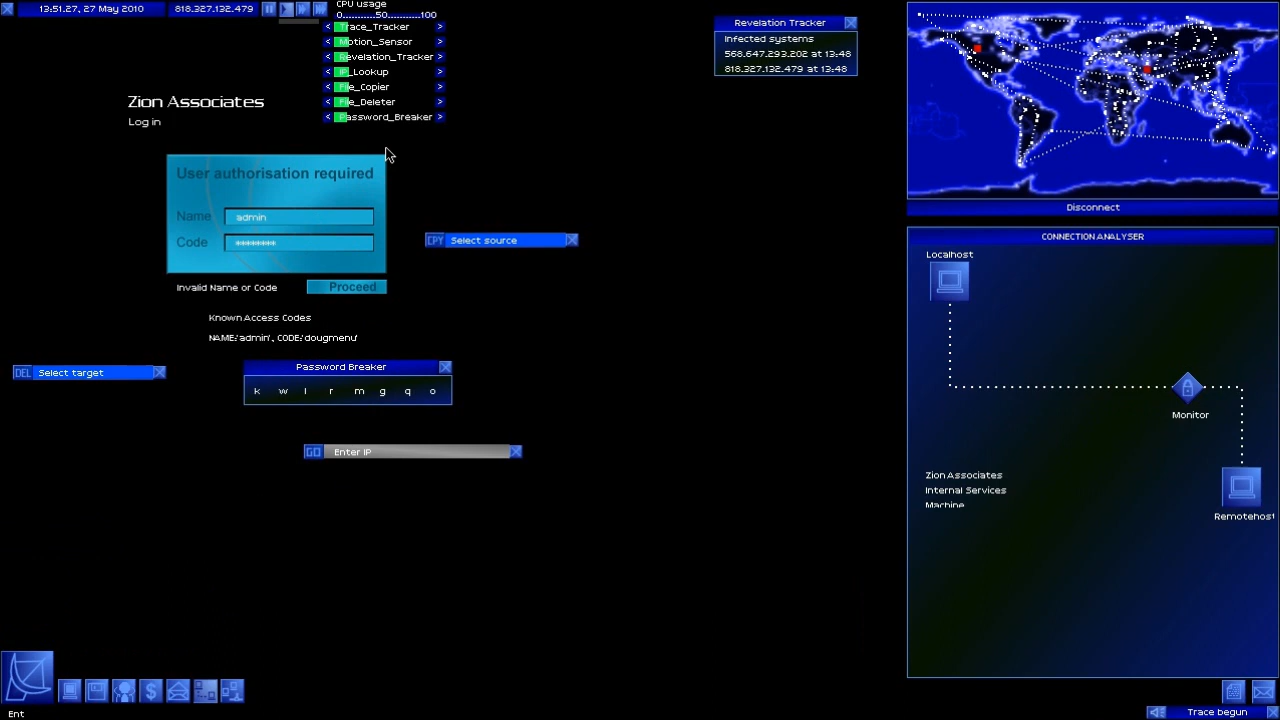 13:51.27, 27 May 2010
818.327.132.479
CPU usage
0..........50.........100
Trace_Tracker
Motion_Sensor
Revelation_Tracker
IP_Lookup
File_Copier
File_Deleter
Password_Breaker
Revelation Tracker
Infected systems
568.647.293.202 at 13:48
818.327.132.479 at 13:48
Zion Associates
Log in
User authorisation required
Name admin
Code ********
Invalid Name or Code
Proceed
Known Access Codes
NAME:'admin', CODE:'dougmenu'
CPY Select source
DEL Select target
Password Breaker
k w l r m g q o
GO Enter IP
Disconnect
CONNECTION ANALYSER
Localhost
Monitor
Zion Associates
Internal Services
Machine
Remotehost
Ent
Trace begun